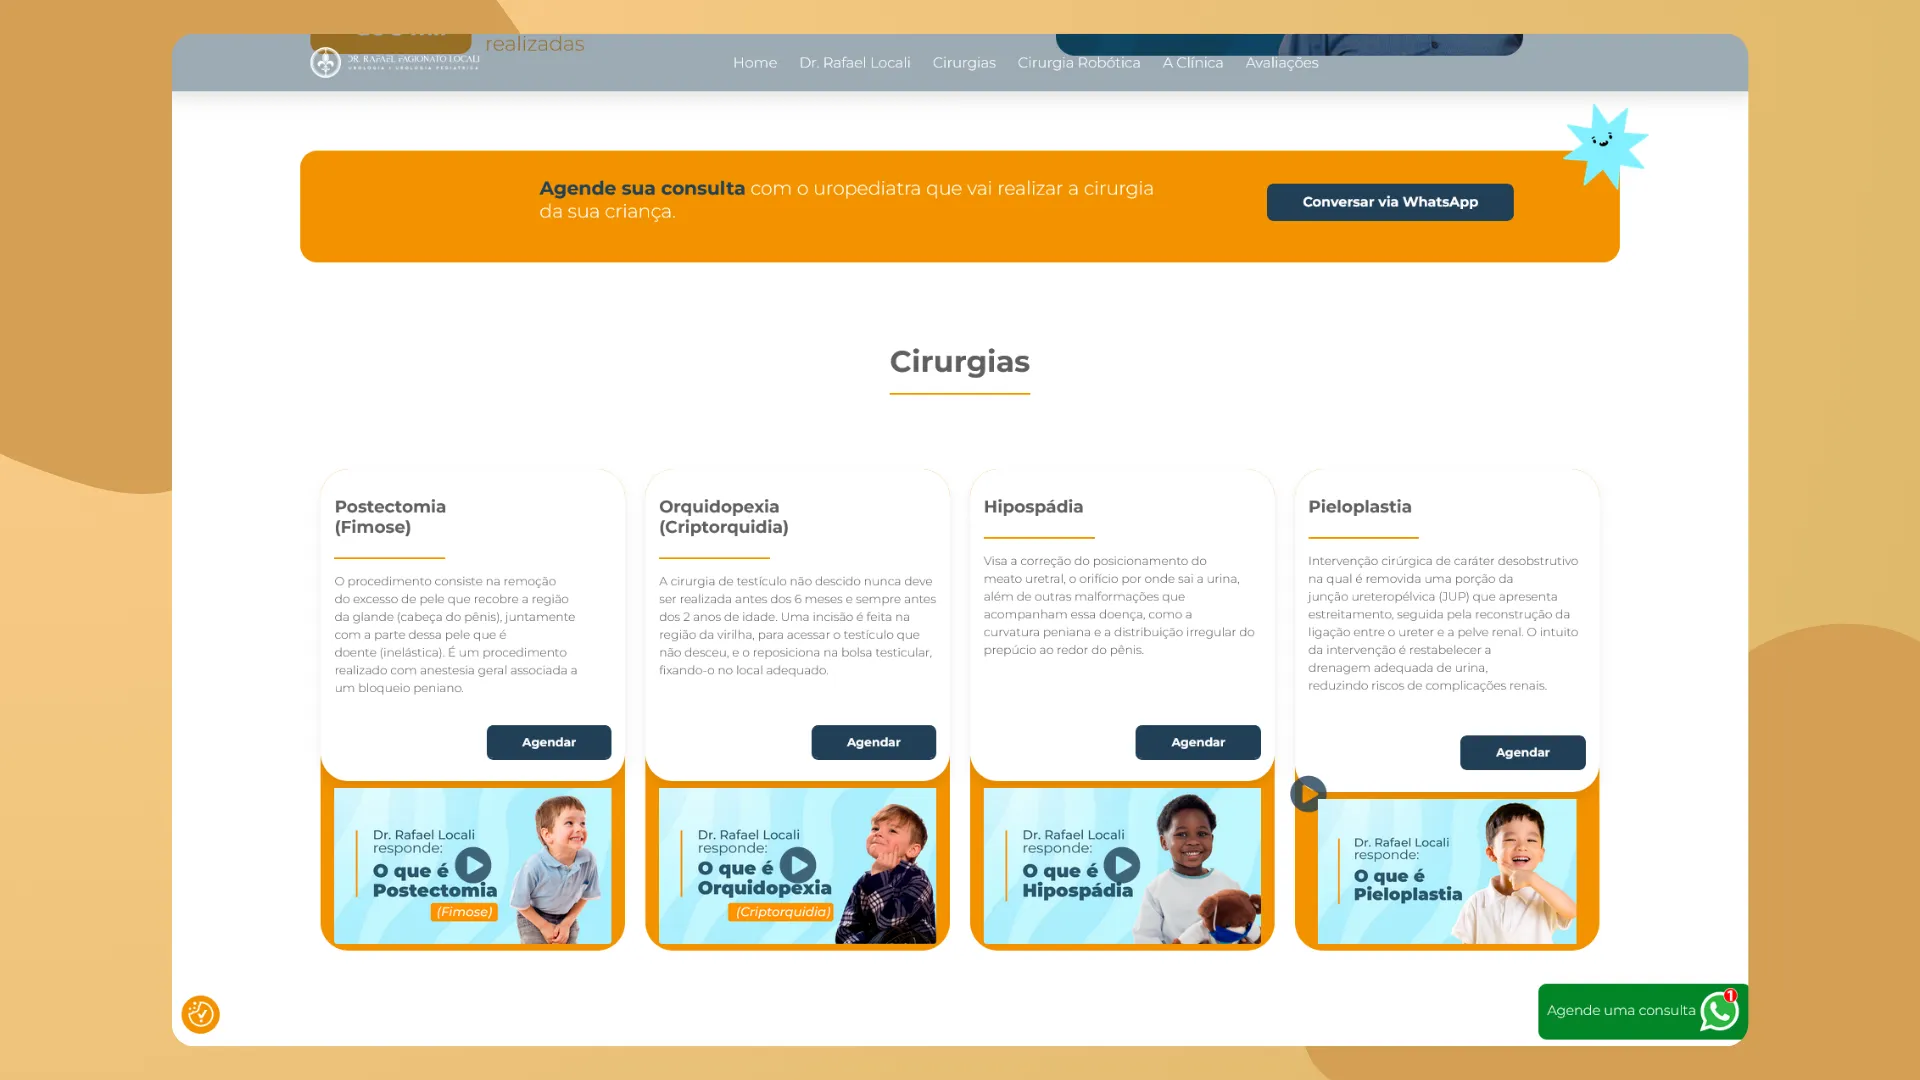 realizadas
DR. RAFAEL FAGIONATO LOCALI
UROLOGIA E UROLOGIA PEDIÁTRICA
Home Dr. Rafael Locali Cirurgias Cirurgia Robótica A Clínica Avaliações
Agende sua consulta com o uropediatra que vai realizar a cirurgia
da sua criança.
Conversar via WhatsApp
Cirurgias
Postectomia
(Fimose)
O procedimento consiste na remoção
do excesso de pele que recobre a região
da glande (cabeça do pênis), juntamente
com a parte dessa pele que é
doente (inelástica). É um procedimento
realizado com anestesia geral associada a
um bloqueio peniano.
Agendar
Dr. Rafael Locali
responde:
O que é
Postectomia
(Fimose)
Orquidopexia
(Criptorquidia)
A cirurgia de testículo não descido nunca deve
ser realizada antes dos 6 meses e sempre antes
dos 2 anos de idade. Uma incisão é feita na
região da virilha, para acessar o testículo que
não desceu, e o reposiciona na bolsa testicular,
fixando-o no local adequado.
Agendar
Dr. Rafael Locali
responde:
O que é
Orquidopexia
(Criptorquidia)
Hipospádia
Visa a correção do posicionamento do
meato uretral, o orifício por onde sai a urina,
além de outras malformações que
acompanham essa doença, como a
curvatura peniana e a distribuição irregular do
prepúcio ao redor do pênis.
Agendar
Dr. Rafael Locali
responde:
O que é
Hipospádia
Pieloplastia
Intervenção cirúrgica de caráter desobstrutivo
na qual é removida uma porção da
junção ureteropélvica (JUP) que apresenta
estreitamento, seguida pela reconstrução da
ligação entre o ureter e a pelve renal. O intuito
da intervenção é restabelecer a
drenagem adequada de urina,
reduzindo riscos de complicações renais.
Agendar
Dr. Rafael Locali
responde:
O que é
Pieloplastia
Agende uma consulta
1